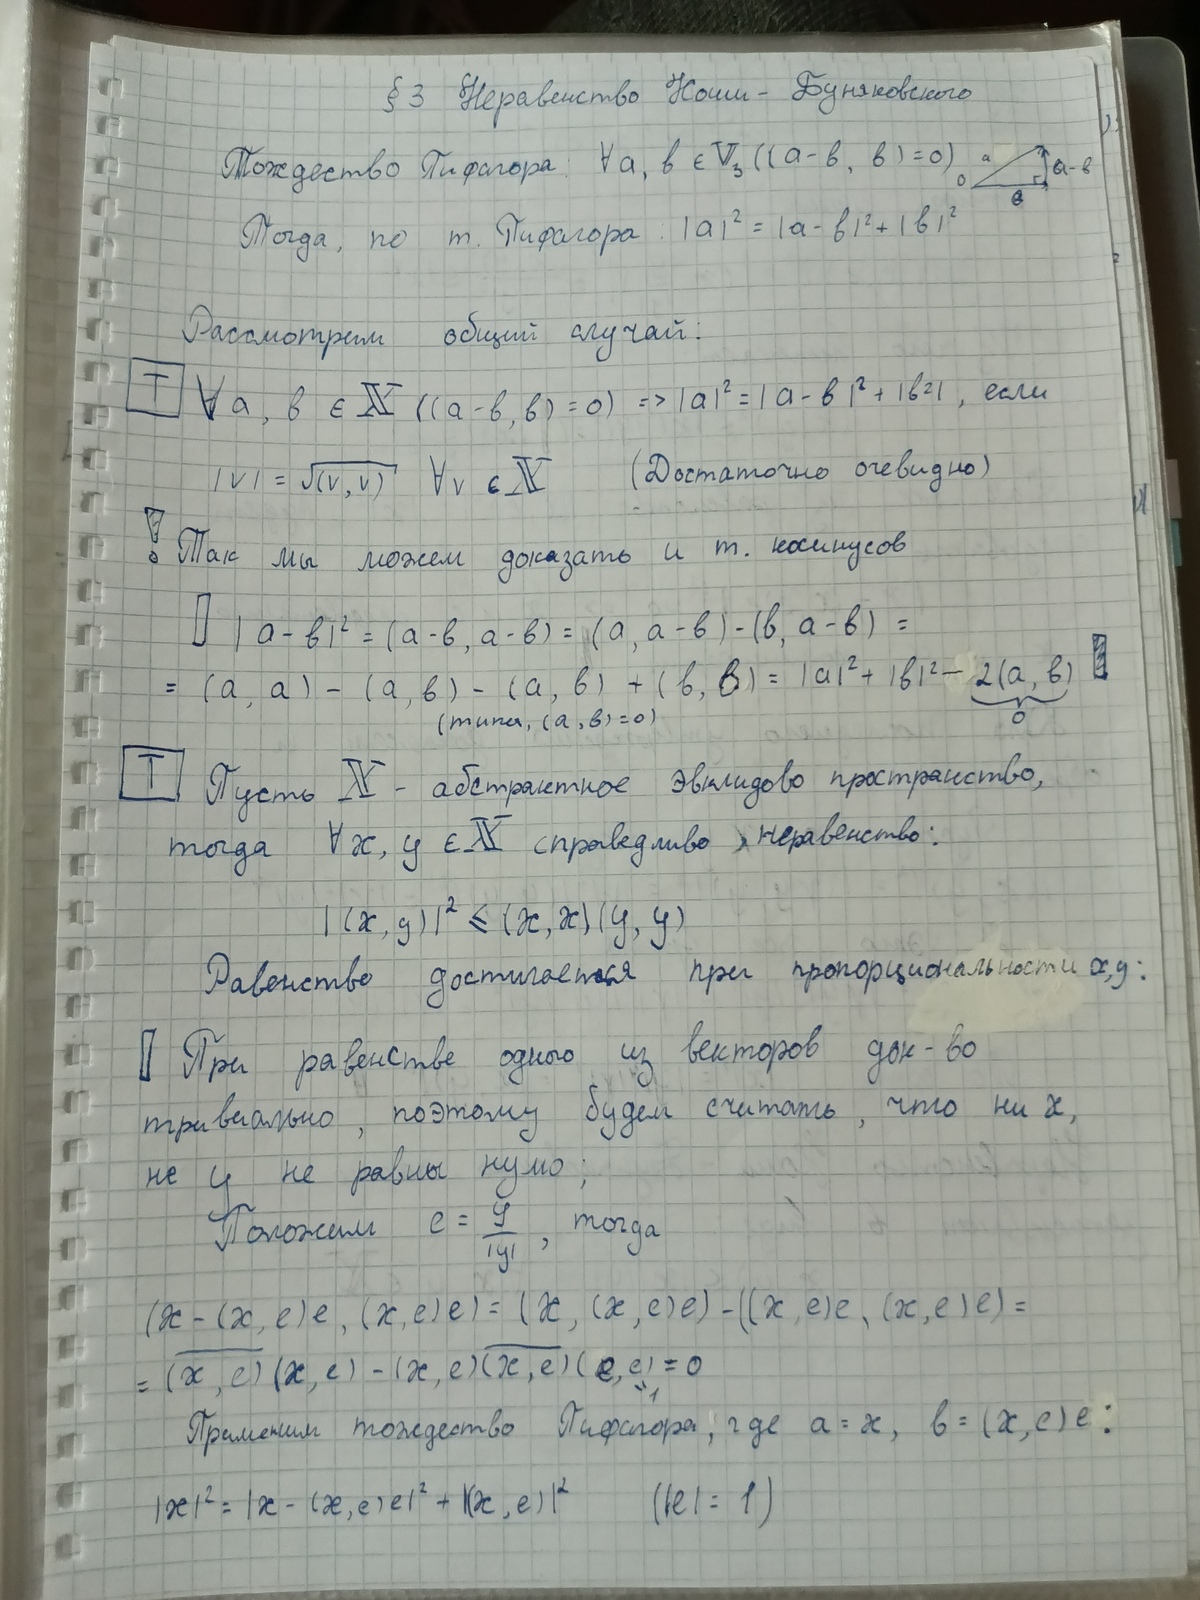 § 3 Неравенство Коши - Буняковского
Тождество Пифагора: ∀a, b ∈ V₃ ((a-b, b) = 0)
a
0
b
a-b
Тогда, по т. Пифагора: |a|² = |a - b|² + |b|²
Рассмотрим общий случай:
T ∀a, b ∈ X ((a-b, b) = 0) => |a|² = |a - b|² + |b²|, если
|v| = √(v, v) ∀v ∈ X (Достаточно очевидно)
! Так мы можем доказать и т. косинусов
▯ |a-b|² = (a-b, a-b) = (a, a-b) - (b, a-b) =
= (a, a) - (a, b) - (a, b) + (b, b) = |a|² + |b|² - 2(a, b) ▮
(типа, (a, b) = 0)
0
T Пусть X - абстрактное эвклидово пространство,
тогда ∀x, y ∈ X справедливо неравенство:
|(x, y)|² ≤ (x, x)(y, y)
Равенство достигается при пропорциональности x, y:
▯ При равенстве одного из векторов док-во
тривиально, поэтому будем считать, что ни x,
не y не равны нулю;
Положим e = y/|y|, тогда
(x - (x, e)e, (x, e)e) = (x, (x, e)e) - ((x, e)e, (x, e)e) =
= (x̅,̅ ̅e̅)(x, e) - (x, e)(x̅,̅ ̅e̅)(e, e) = 0
"1
Применим тождество Пифагора, где a = x, b = (x, e)e:
|x|² = |x - (x, e)e|² + |(x, e)|² (|e| = 1)